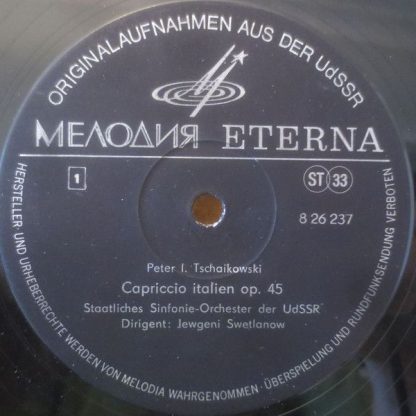 ORIGINALAUFNAHMEN AUS DER UdSSR
МЕЛОДИЯ ETERNA
1
ST 33
8 26 237
Peter I. Tschaikowski
Capriccio italien op. 45
Staatliches Sinfonie-Orchester der UdSSR
Dirigent: Jewgeni Swetlanow
HERSTELLER- UND URHEBERRECHTE WERDEN VON MELODIA WAHRGENOMMEN · ÜBERSPIELUNG UND RUNDFUNKSENDUNG VERBOTEN